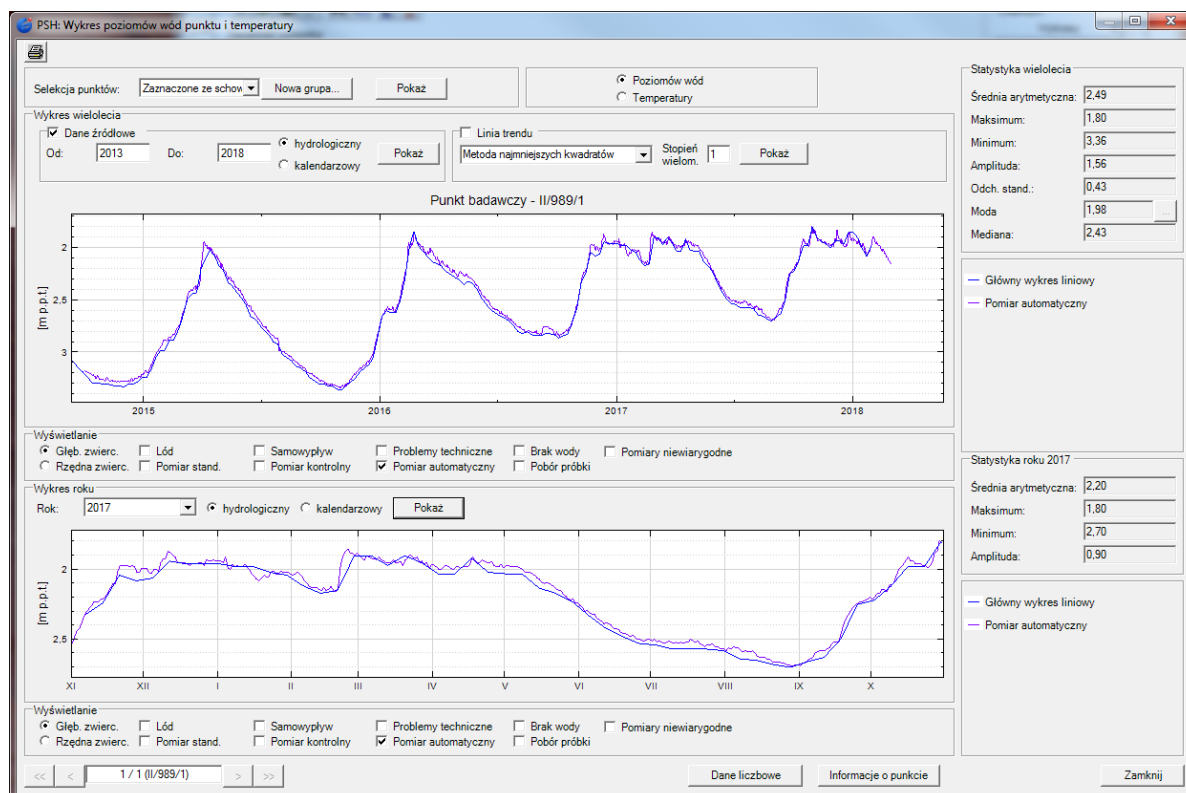 PSH: Wykres poziomów wód punktu i temperatury
Selekcja punktów: Zaznaczone ze schow Nowa grupa... Pokaż
Poziomów wód
Temperatury
Wykres wielolecia
Dane źródłowe
Od: 2013 Do: 2018 hydrologiczny kalendarzowy Pokaż
Linia trendu
Metoda najmniejszych kwadratów Stopień wielom. 1 Pokaż
Punkt badawczy - II/989/1
[m p.p.t.]
2
2.5
3
2015 2016 2017 2018
Wyświetlanie
Głęb. zwierc. Lód Samowypływ Problemy techniczne Brak wody Pomiary niewiarygodne
Rzędna zwierc. Pomiar stand. Pomiar kontrolny Pomiar automatyczny Pobór próbki
Wykres roku
Rok: 2017 hydrologiczny kalendarzowy Pokaż
[m p.p.t.]
2
2.5
XI XII I II III IV V VI VII VIII IX X
Wyświetlanie
Głęb. zwierc. Lód Samowypływ Problemy techniczne Brak wody Pomiary niewiarygodne
Rzędna zwierc. Pomiar stand. Pomiar kontrolny Pomiar automatyczny Pobór próbki
<< < 1 / 1 (II/989/1) > >> Dane liczbowe Informacje o punkcie Zamknij
Statystyka wielolecia
Średnia arytmetyczna: 2,49
Maksimum: 1,80
Minimum: 3,36
Amplituda: 1,56
Odch. stand.: 0,43
Moda 1,98 ...
Mediana: 2,43
Główny wykres liniowy
Pomiar automatyczny
Statystyka roku 2017
Średnia arytmetyczna: 2,20
Maksimum: 1,80
Minimum: 2,70
Amplituda: 0,90
Główny wykres liniowy
Pomiar automatyczny